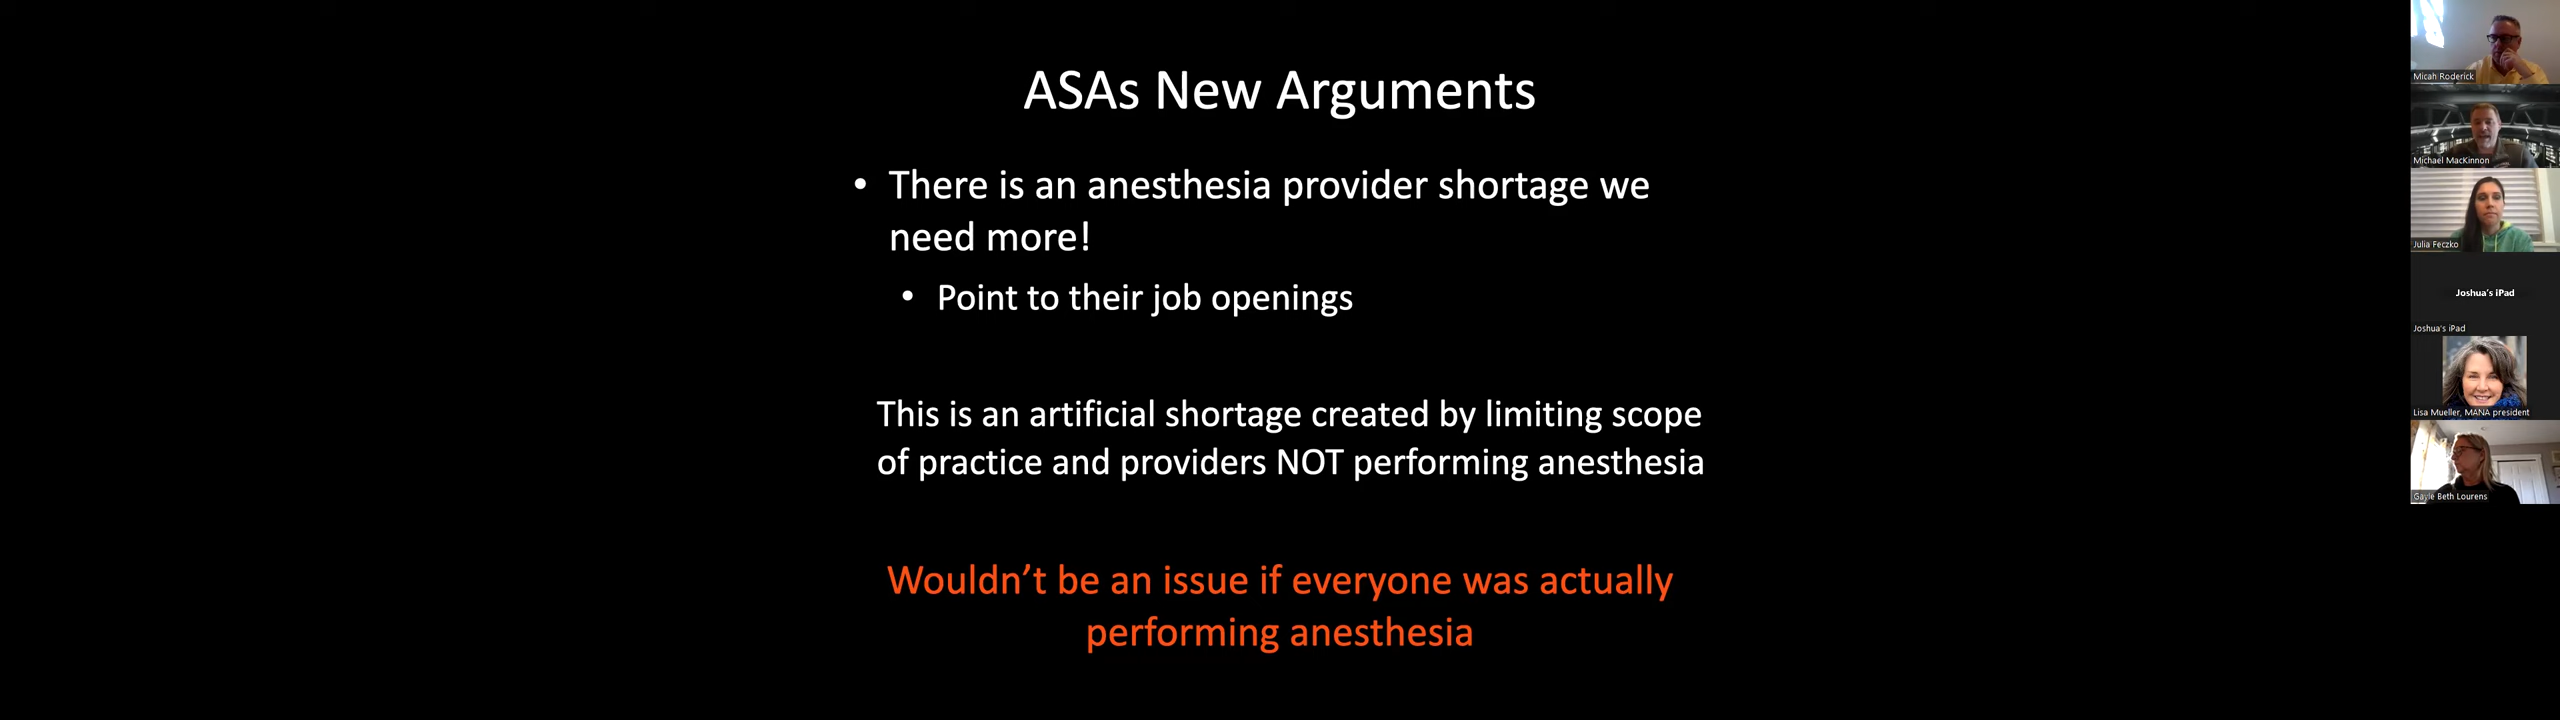 ASAs New Arguments
• There is an anesthesia provider shortage we
need more!
• Point to their job openings
This is an artificial shortage created by limiting scope
of practice and providers NOT performing anesthesia
Wouldn't be an issue if everyone was actually
performing anesthesia
Micah Roderick
Michael MacKinnon
Julia Feczko
Joshua's iPad
Joshua's iPad
Lisa Mueller, MANA president
Gayle Beth Lourens